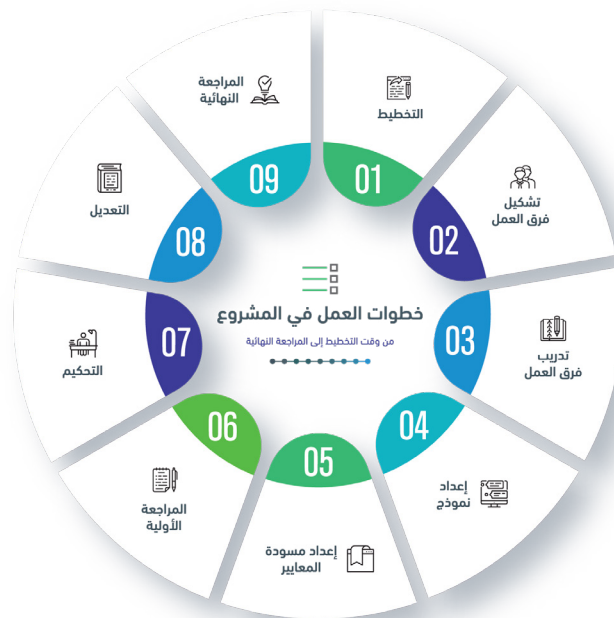 خطوات العمل في المشروع
من وقت التخطيط إلى المراجعة النهائية
01
التخطيط
02
تشكيل
فرق العمل
03
تدريب
فرق العمل
04
إعداد
نموذج
05
إعداد مسودة
المعايير
06
المراجعة
الأولية
07
التحكيم
08
التعديل
09
المراجعة
النهائية